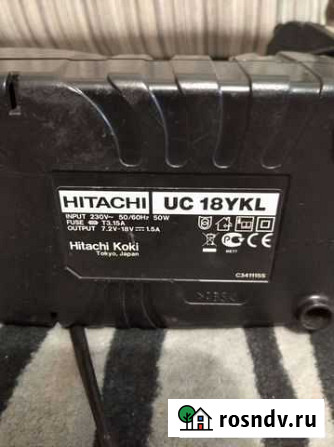 HITACHI UC 18YKL
INPUT 230V~ 50/60Hz 50W
FUSE T3.15A
OUTPUT 7.2V-18V 1.5A
Hitachi Koki
Tokyo, Japan
C3411155
rosndv.ru